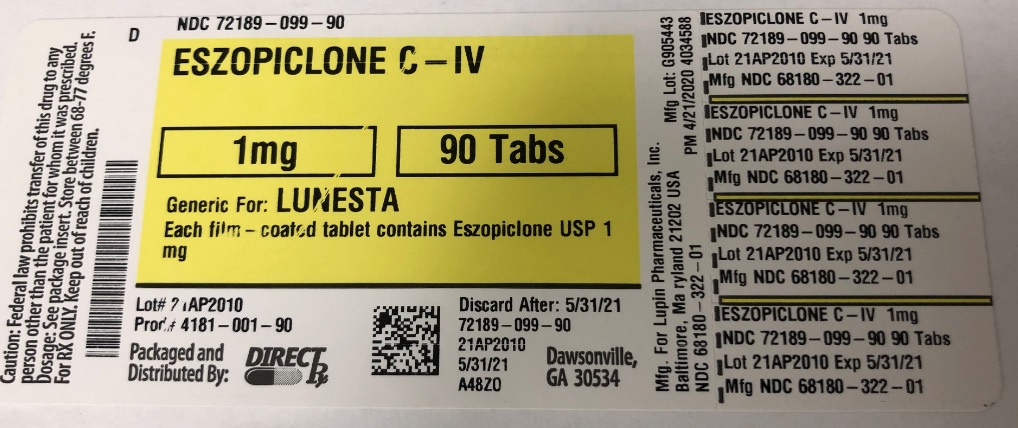 Caution: Federal law prohibits transfer of this drug to any
person other than the patient for whom it was prescribed.
Dosage: See package insert. Store between 68-77 degrees F.
For RX ONLY. Keep out of reach of children.
D
NDC 72189-099-90
ESZOPICLONE C-IV
1mg
90 Tabs
Generic For: LUNESTA
Each film-coated tablet contains Eszopiclone USP 1
mg
Lot# 21AP2010
Prod# 4181-001-90
Packaged and
Distributed By:
DIRECT Rx
Discard After: 5/31/21
72189-099-90
21AP2010
5/31/21
A48ZO
Dawsonville,
GA 30534
Mfg Lot: G905443
PM 4/21/2020 4034588
Mfg. For Lupin Pharmaceuticals, Inc.
Baltimore, Ma ryland 21202 USA
NDC 68180-322-01
ESZOPICLONE C-IV 1mg
NDC 72189-099-90 90 Tabs
Lot 21AP2010 Exp 5/31/21
Mfg NDC 68180-322-01
ESZOPICLONE C-IV 1mg
NDC 72189-099-90 90 Tabs
Lot 21AP2010 Exp 5/31/21
Mfg NDC 68180-322-01
ESZOPICLONE C-IV 1mg
NDC 72189-099-90 90 Tabs
Lot 21AP2010 Exp 5/31/21
Mfg NDC 68180-322-01
ESZOPICLONE C-IV 1mg
NDC 72189-099-90 90 Tabs
Lot 21AP2010 Exp 5/31/21
Mfg NDC 68180-322-01